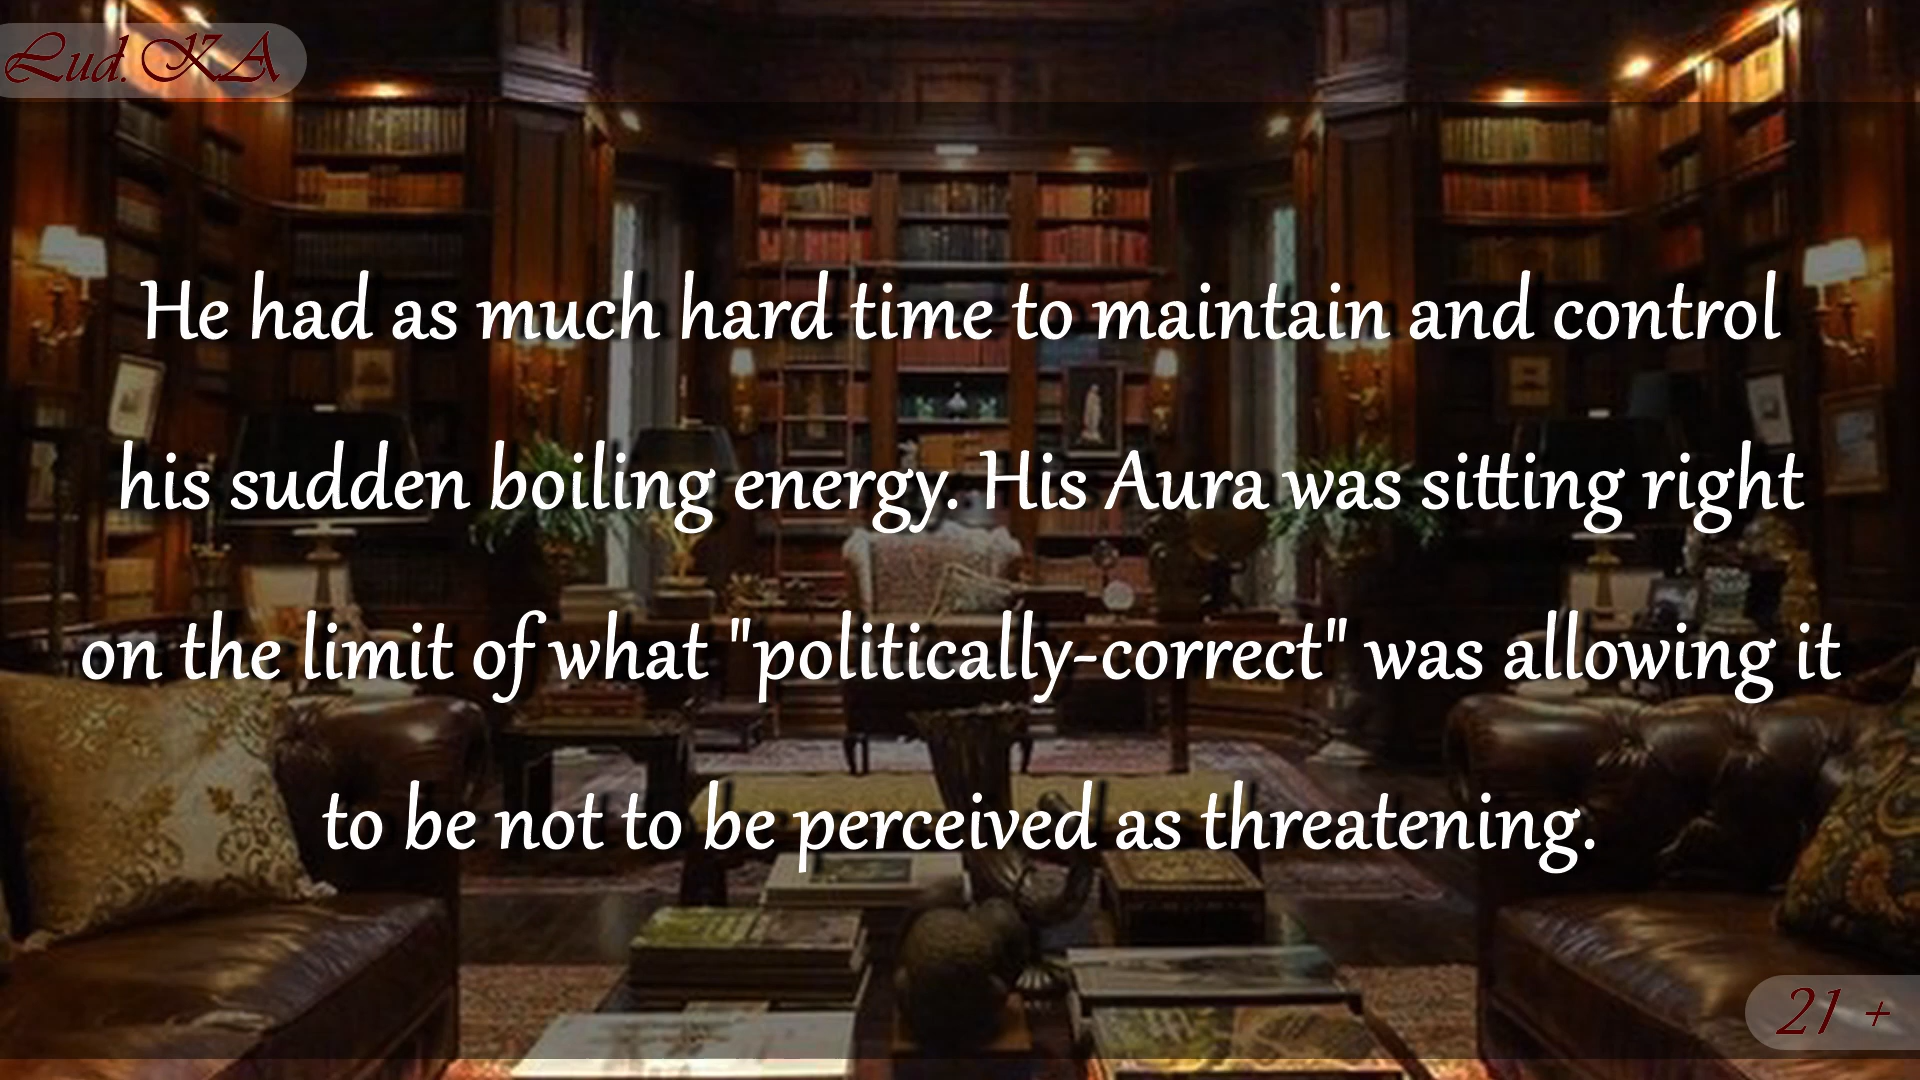 Lud. KA
He had as much hard time to maintain and control
his sudden boiling energy. His Aura was sitting right
on the limit of what "politically-correct" was allowing it
to be not to be perceived as threatening.
21 +